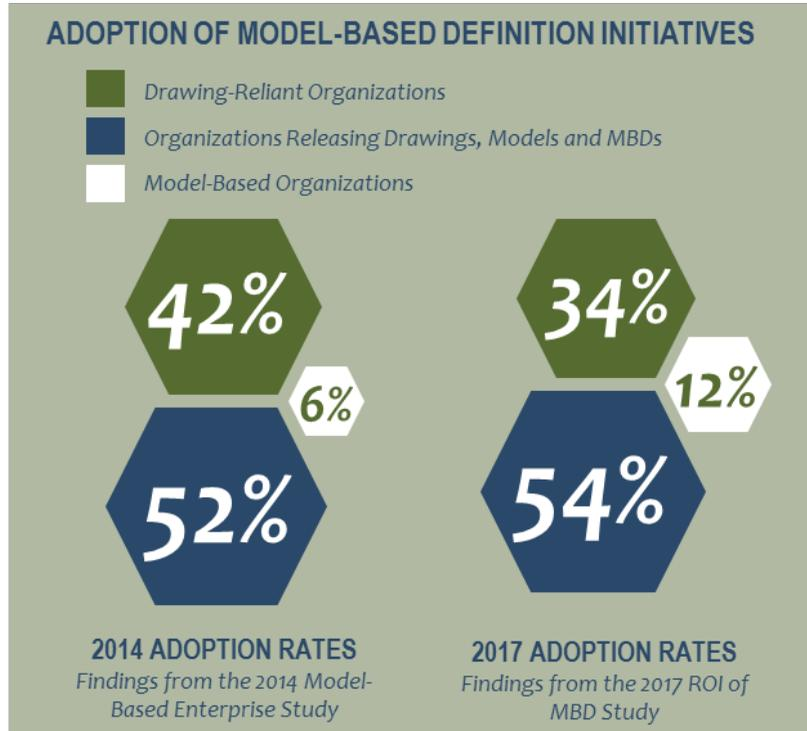 ADOPTION OF MODEL-BASED DEFINITION INITIATIVES
Drawing-Reliant Organizations
Organizations Releasing Drawings, Models and MBDs
Model-Based Organizations
42%
6%
52%
2014 ADOPTION RATES
Findings from the 2014 Model-
Based Enterprise Study
34%
12%
54%
2017 ADOPTION RATES
Findings from the 2017 ROI of
MBD Study